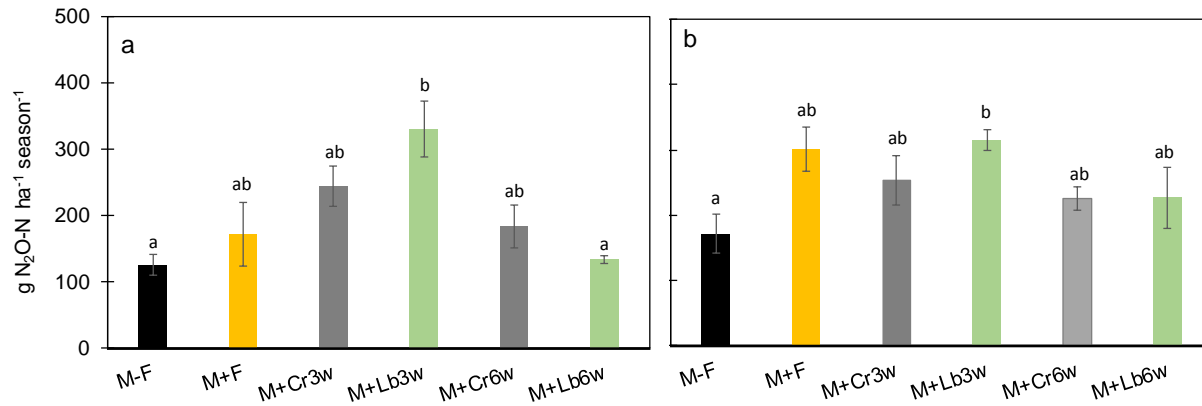 g N₂O-N ha⁻¹ season⁻¹
500
400
300
200
100
0
a
a
ab
ab
b
ab
a
M-F
M+F
M+Cr3w
M+Lb3w
M+Cr6w
M+Lb6w
b
a
ab
ab
b
ab
ab
M-F
M+F
M+Cr3w
M+Lb3w
M+Cr6w
M+Lb6w